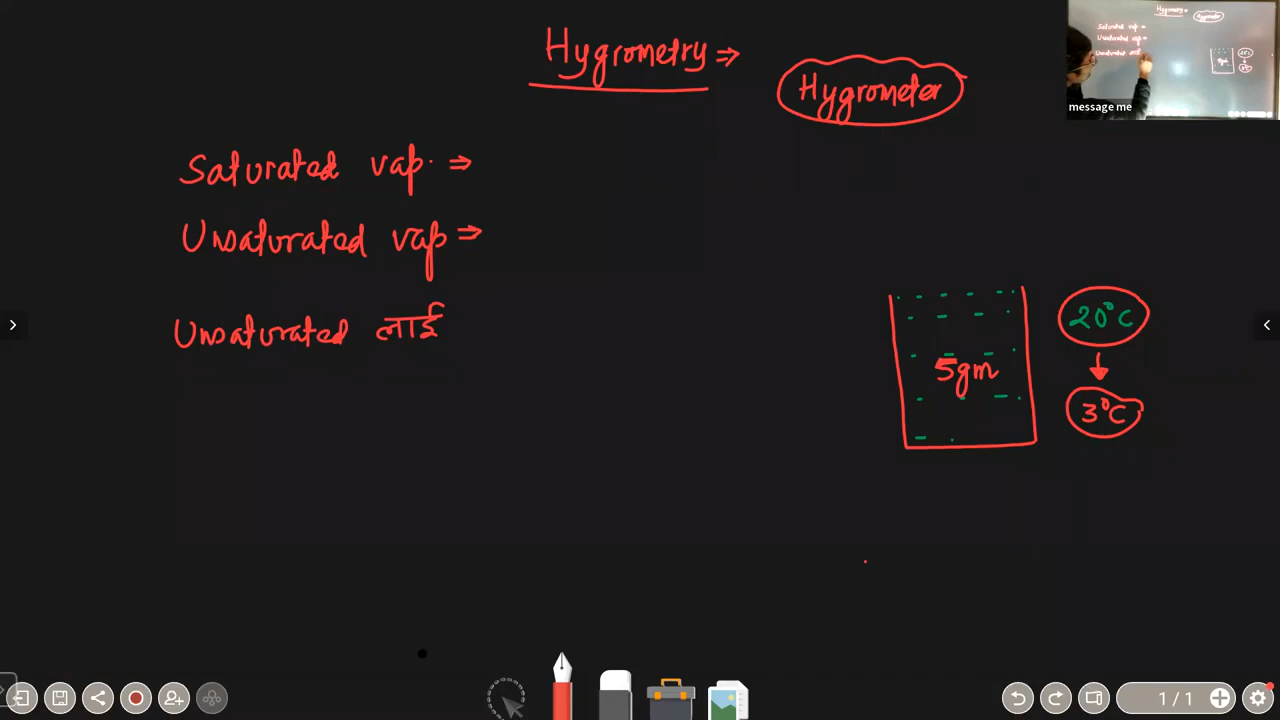 Hygrometry ⇒
Hygrometer
Saturated vap. ⇒
Unsaturated vap ⇒
Unsaturated लाई
20°C
5gm
3°C
message me
1/1